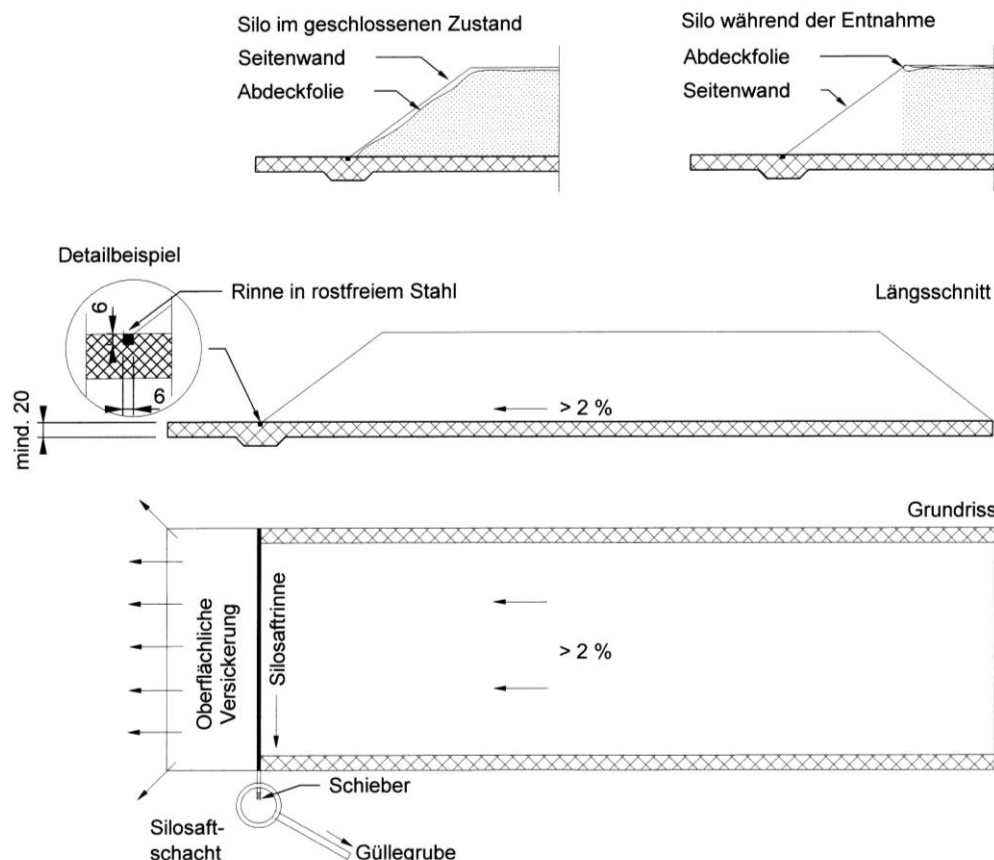 Silo im geschlossenen Zustand
Seitenwand
Abdeckfolie
Silo während der Entnahme
Abdeckfolie
Seitenwand
Detailbeispiel
6
6
Rinne in rostfreiem Stahl
Längsschnitt
mind. 20
> 2 %
Grundriss
Oberflächliche
Versickerung
Silosaftrinne
> 2 %
Schieber
Silosaft-
schacht
Güllegrube